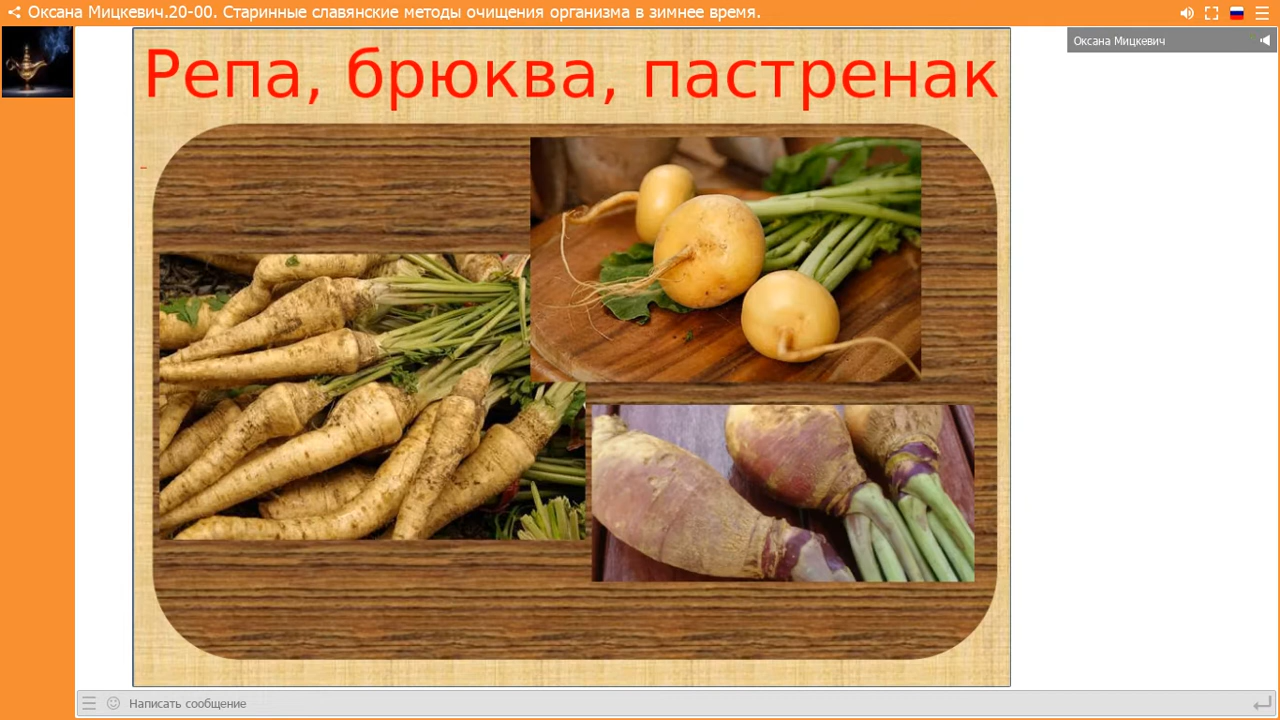 Оксана Мицкевич.20-00. Старинные славянские методы очищения организма в зимнее время.
Оксана Мицкевич
Репа, брюква, пастренак
Написать сообщение